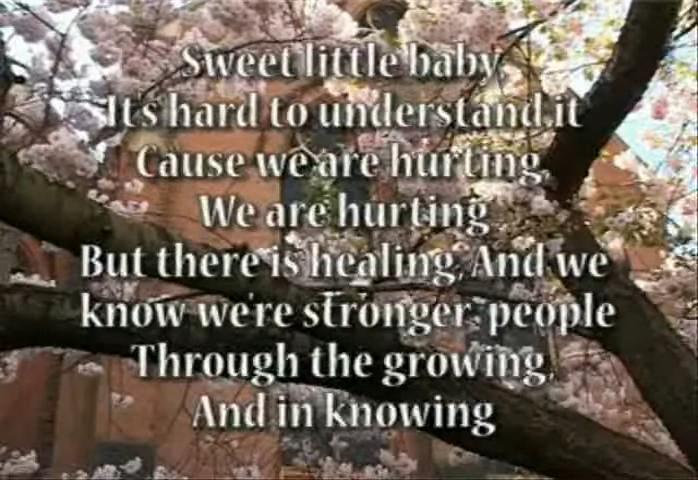 Sweet little baby,
It's hard to understand it
Cause we are hurting,
We are hurting
But there is healing, And we
know we're stronger people
Through the growing,
And in knowing